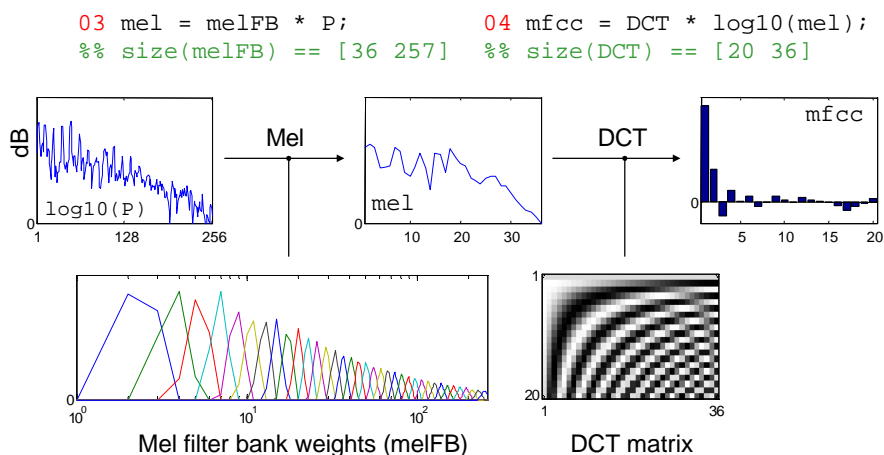 03 mel = melFB * P;
%% size(melFB) == [36 257]
04 mfcc = DCT * log10(mel);
%% size(DCT) == [20 36]
dB
log10(P)
0
1 128 256
Mel
mel
0
10 20 30
DCT
mfcc
0
5 10 15 20
0
10^0 10^1 10^2
Mel filter bank weights (melFB)
1
20
1 36
DCT matrix